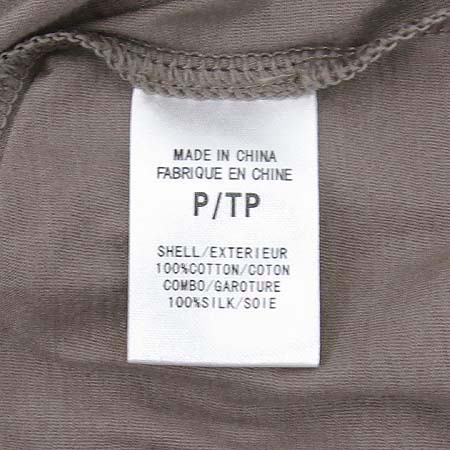 MADE IN CHINA
FABRIQUE EN CHINE
P/TP
SHELL/EXTERIEUR
100%COTTON/COTON
COMBO/GAROTURE
100%SILK/SOIE